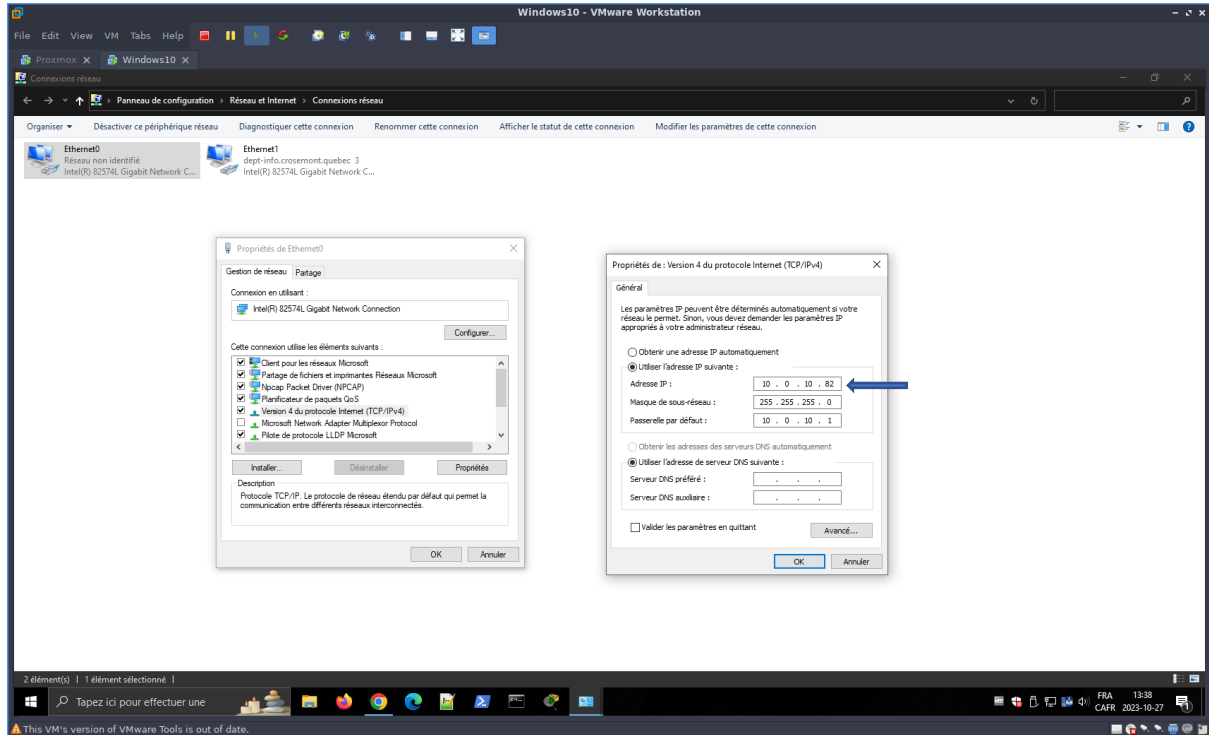 Windows10 - VMware Workstation
File Edit View VM Tabs Help
Proxmox Windows10
Connexions réseau
Panneau de configuration › Réseau et Internet › Connexions réseau
Organiser Désactiver ce périphérique réseau Diagnostiquer cette connexion Renommer cette connexion Afficher le statut de cette connexion Modifier les paramètres de cette connexion
Ethernet0
Réseau non identifié
Intel(R) 82574L Gigabit Network C...
Ethernet1
dept-info.crosemont.quebec 3
Intel(R) 82574L Gigabit Network C...
Propriétés de Ethernet0
Gestion de réseau Partage
Connexion en utilisant :
Intel(R) 82574L Gigabit Network Connection
Configurer...
Cette connexion utilise les éléments suivants :
Client pour les réseaux Microsoft
Partage de fichiers et imprimantes Réseaux Microsoft
Npcap Packet Driver (NPCAP)
Planificateur de paquets QoS
Version 4 du protocole Internet (TCP/IPv4)
Microsoft Network Adapter Multiplexor Protocol
Pilote de protocole LLDP Microsoft
Installer... Désinstaller Propriétés
Description
Protocole TCP/IP. Le protocole de réseau étendu par défaut qui permet la
communication entre différents réseaux interconnectés.
OK Annuler
Propriétés de : Version 4 du protocole Internet (TCP/IPv4)
Général
Les paramètres IP peuvent être déterminés automatiquement si votre
réseau le permet. Sinon, vous devez demander les paramètres IP
appropriés à votre administrateur réseau.
Obtenir une adresse IP automatiquement
Utiliser l'adresse IP suivante :
Adresse IP : 10 . 0 . 10 . 82
Masque de sous-réseau : 255 . 255 . 255 . 0
Passerelle par défaut : 10 . 0 . 10 . 1
Obtenir les adresses des serveurs DNS automatiquement
Utiliser l'adresse de serveur DNS suivante :
Serveur DNS préféré : . . .
Serveur DNS auxiliaire : . . .
Valider les paramètres en quittant
Avancé...
OK Annuler
2 élément(s) | 1 élément sélectionné |
Tapez ici pour effectuer une
FRA
CAFR
13:38
2023-10-27
This VM's version of VMware Tools is out of date.